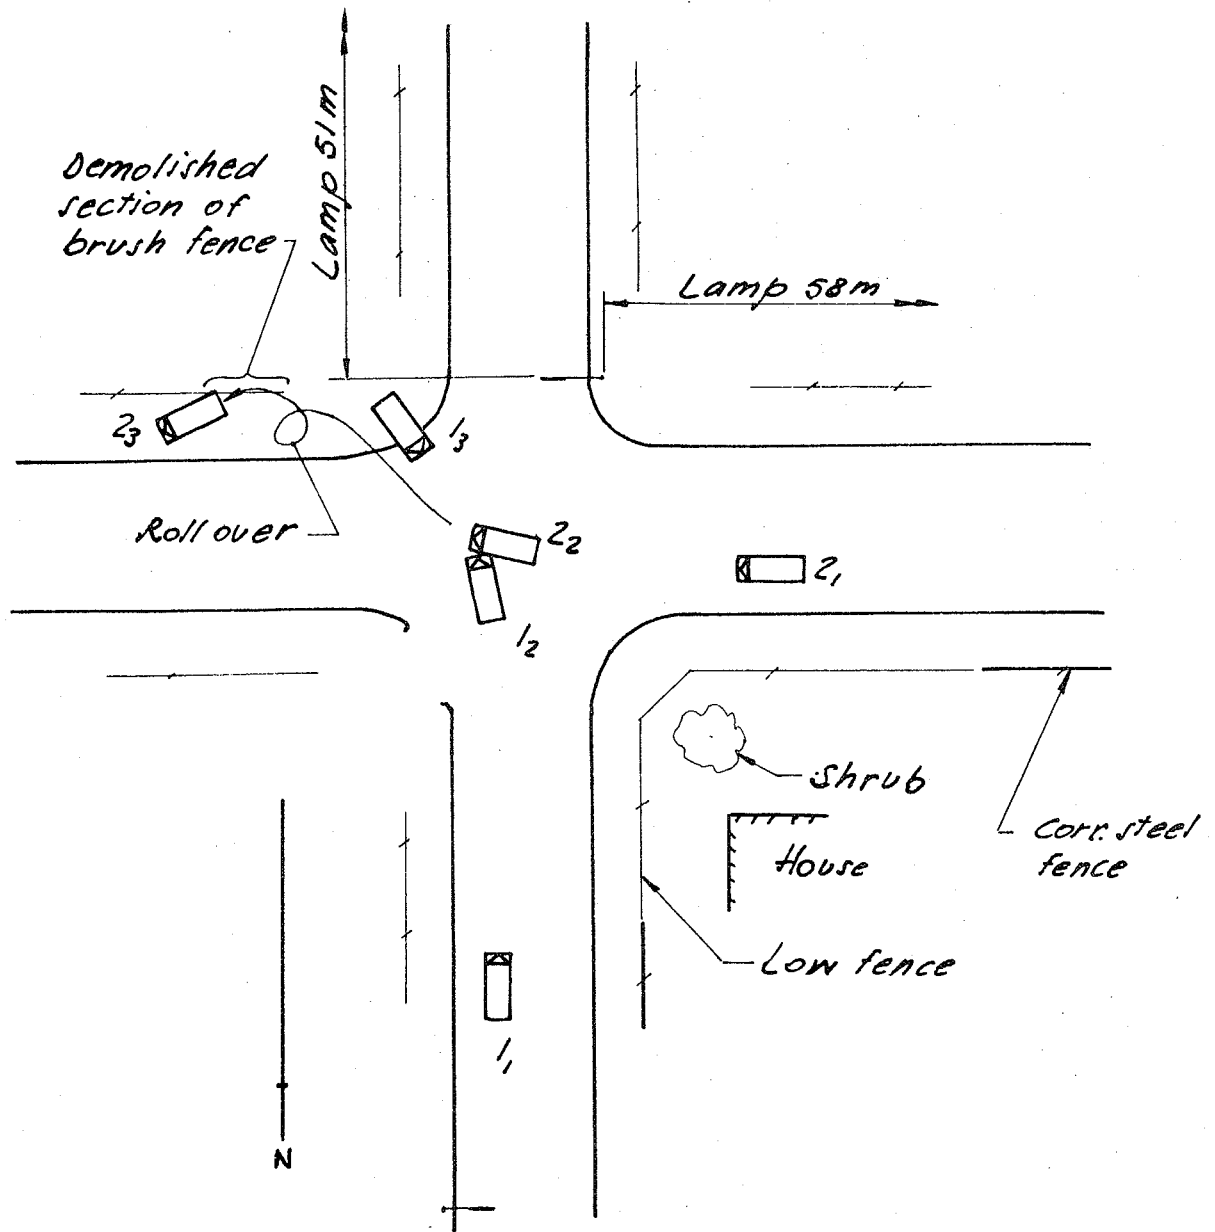 Lamp 51m
Demolished
section of
brush fence
Lamp 58m
2₃
1₃
Roll over
2₂
2₁
1₂
Shrub
Corr. steel
fence
House
Low fence
1₁
N